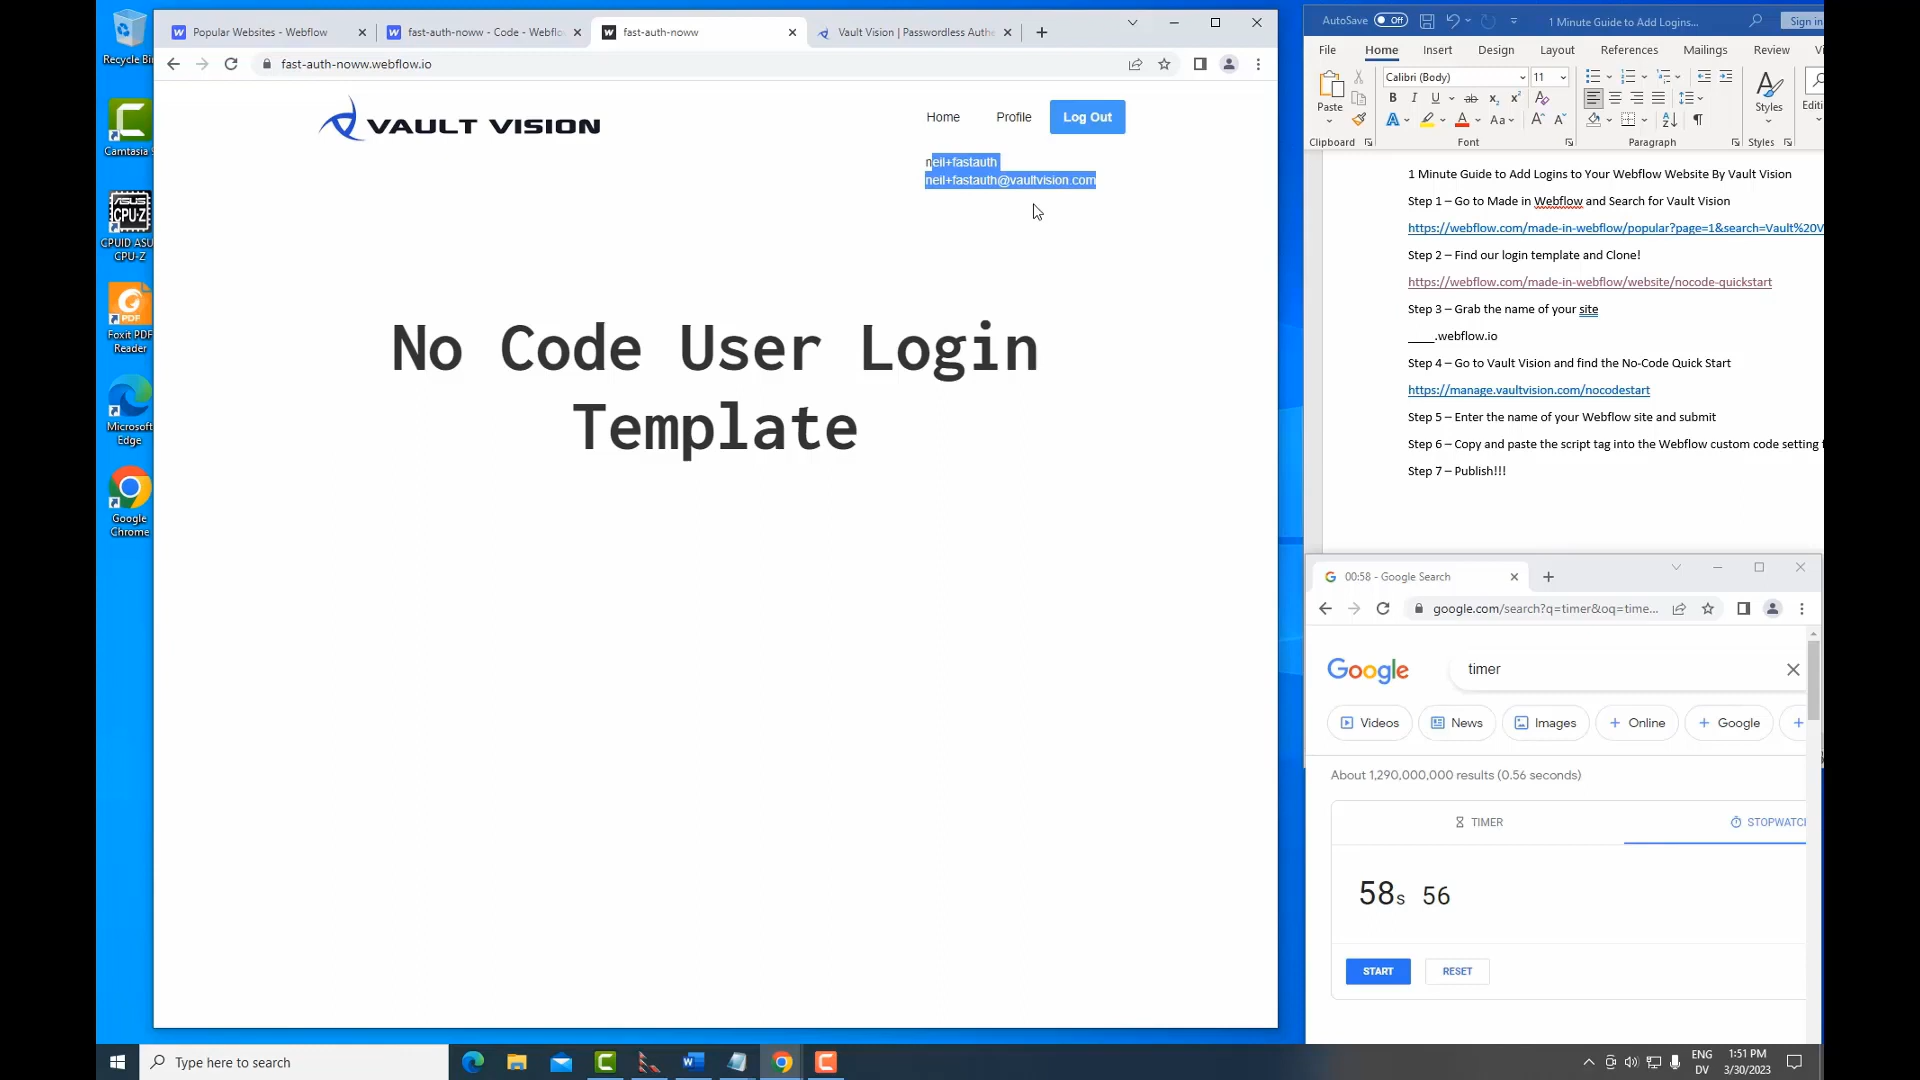 Recycle Bin
Camtasia 9
CPUID ASU
CPU-Z
Foxit PDF
Reader
Microsoft
Edge
Google
Chrome
Popular Websites - Webflow
fast-auth-noww - Code - Webflow
fast-auth-noww
Vault Vision | Passwordless Authe
fast-auth-noww.webflow.io
VAULT VISION
Home
Profile
Log Out
neil+fastauth
neil+fastauth@vaultvision.com
No Code User Login
Template
AutoSave
Off
1 Minute Guide to Add Logins...
Sign in
File
Home
Insert
Design
Layout
References
Mailings
Review
Paste
Calibri (Body)
11
Styles
Editi
Clipboard
Font
Paragraph
Styles
1 Minute Guide to Add Logins to Your Webflow Website By Vault Vision
Step 1 – Go to Made in Webflow and Search for Vault Vision
https://webflow.com/made-in-webflow/popular?page=1&search=Vault%20V
Step 2 – Find our login template and Clone!
https://webflow.com/made-in-webflow/website/nocode-quickstart
Step 3 – Grab the name of your site
____.webflow.io
Step 4 – Go to Vault Vision and find the No-Code Quick Start
https://manage.vaultvision.com/nocodestart
Step 5 – Enter the name of your Webflow site and submit
Step 6 – Copy and paste the script tag into the Webflow custom code setting f
Step 7 – Publish!!!
00:58 - Google Search
google.com/search?q=timer&oq=time...
Google
timer
Videos
News
Images
Online
Google
About 1,290,000,000 results (0.56 seconds)
TIMER
STOPWATC
58s 56
START
RESET
Type here to search
ENG
DV
1:51 PM
3/30/2023